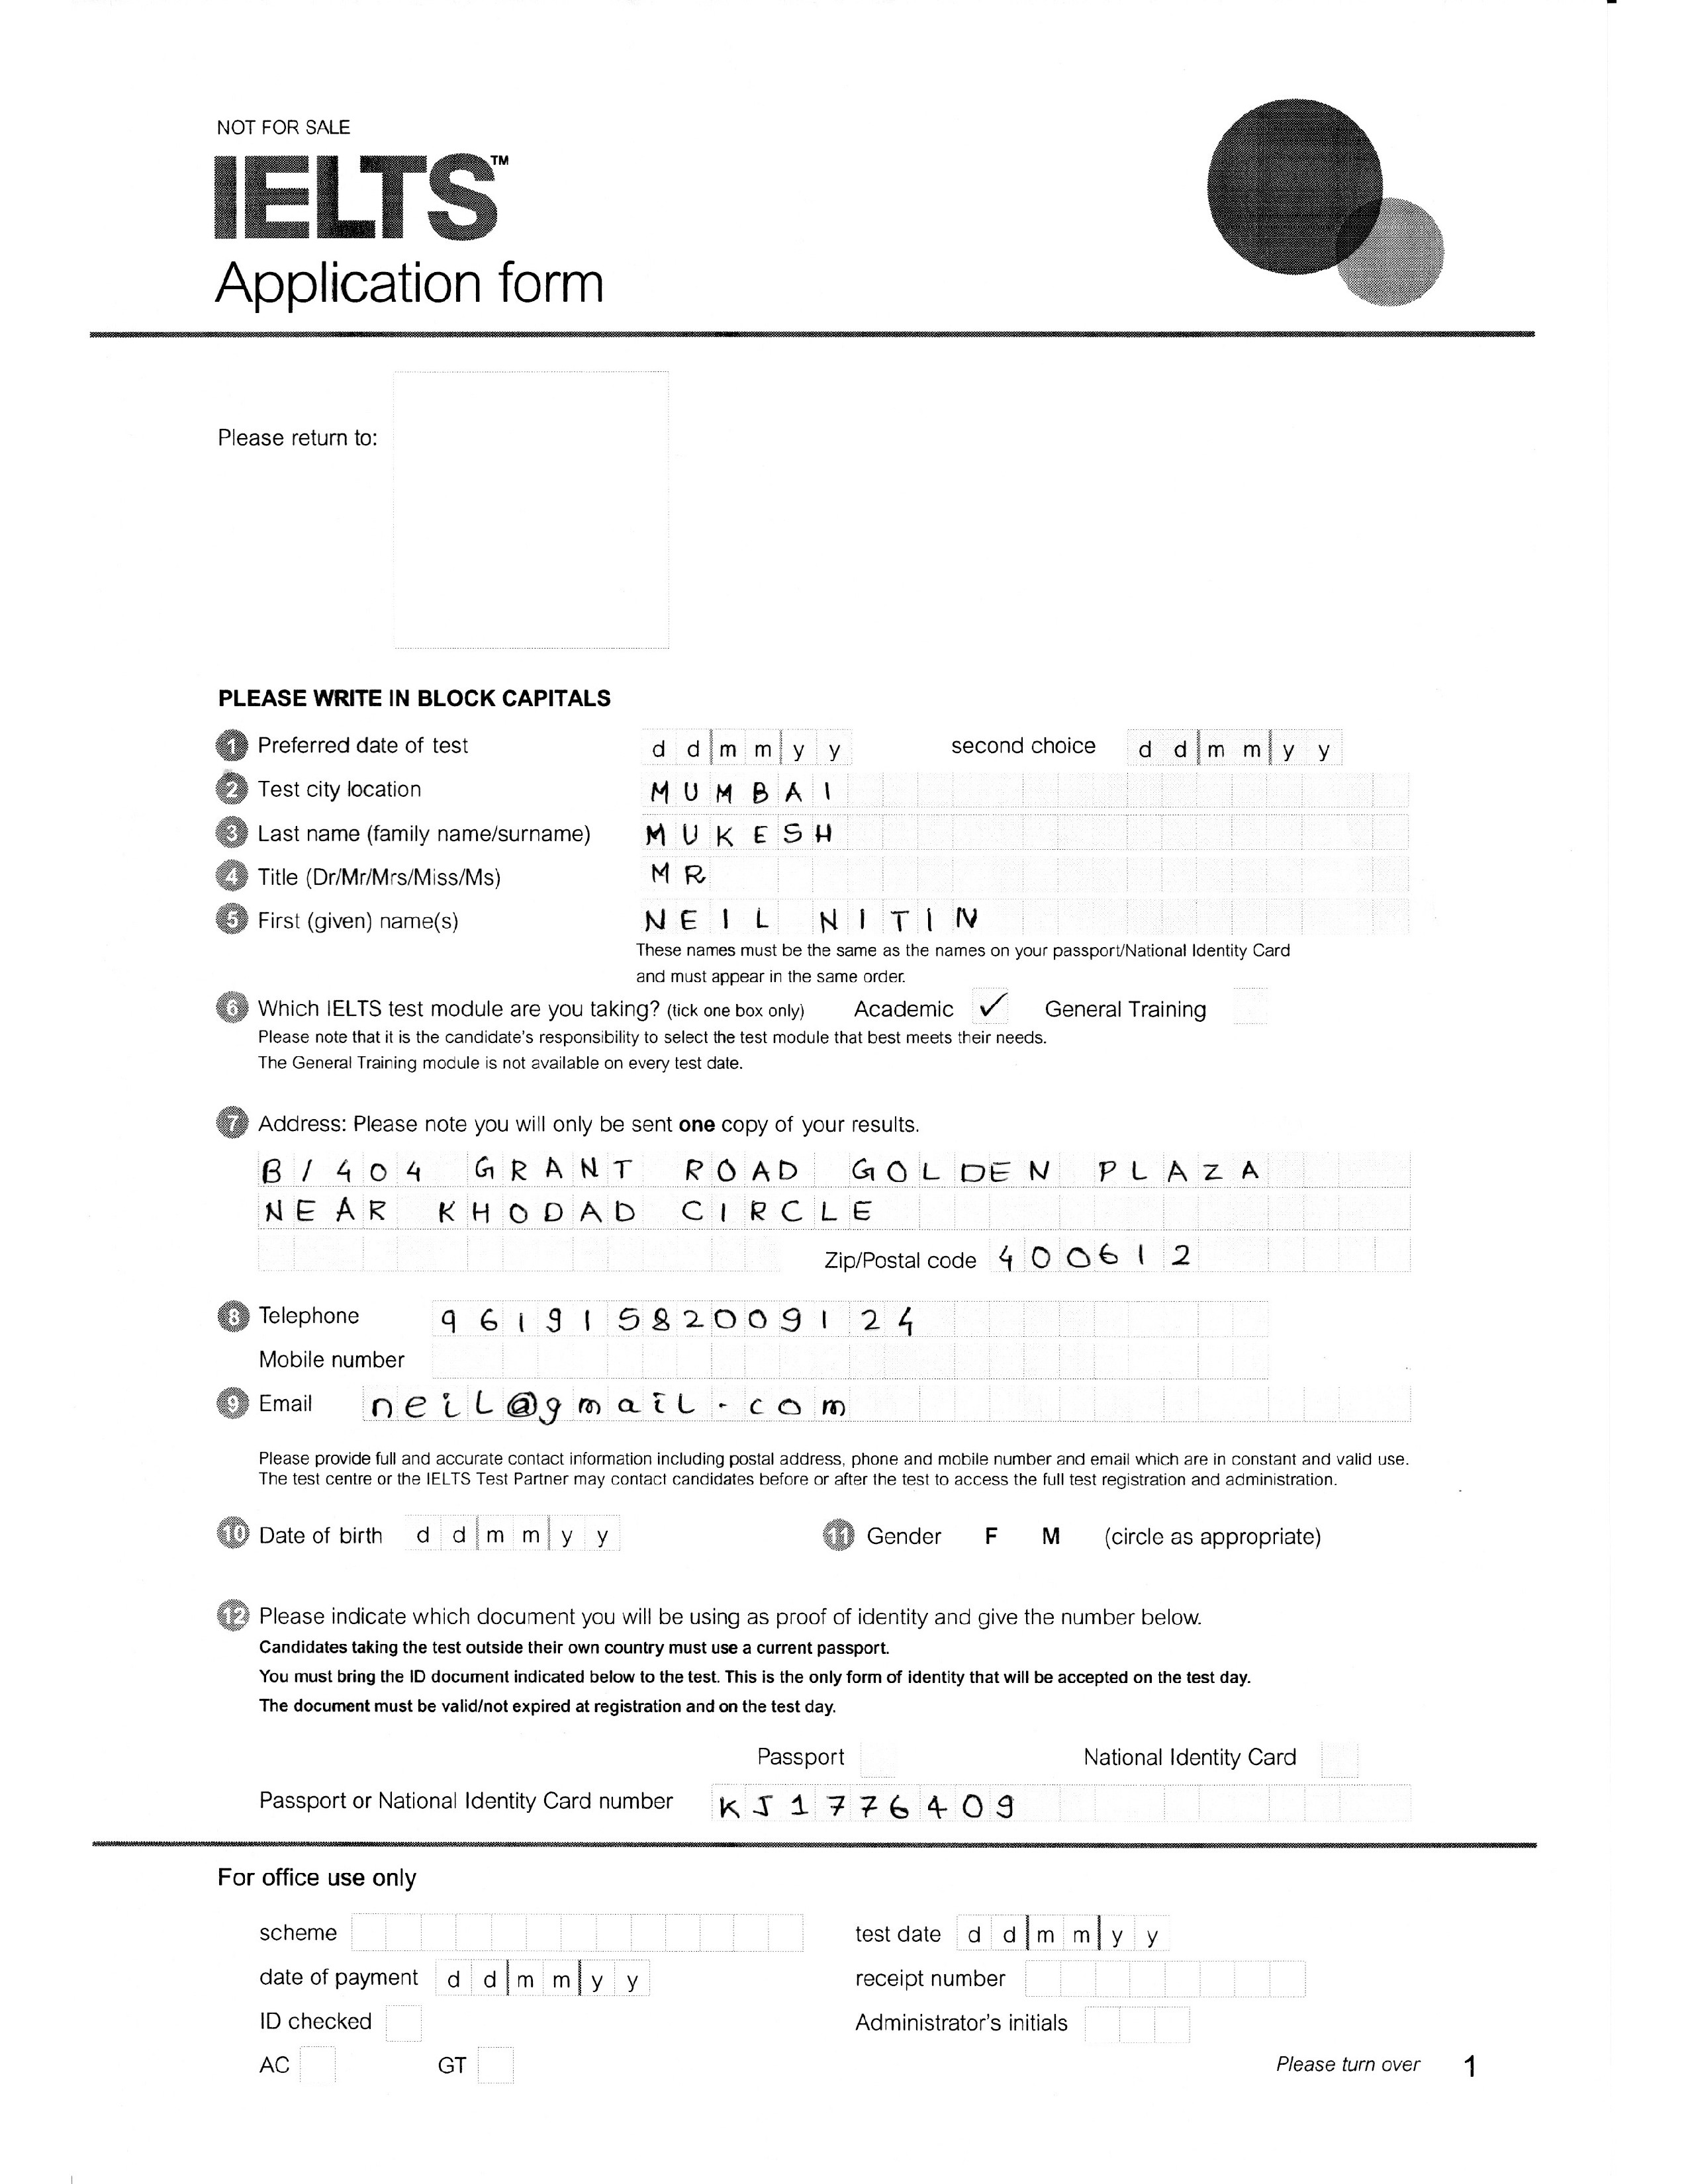 NOT FOR SALE
IELTS™
Application form
Please return to:
PLEASE WRITE IN BLOCK CAPITALS
1 Preferred date of test d d m m y y second choice d d m m y y
2 Test city location MUMBAI
3 Last name (family name/surname) MUKESH
4 Title (Dr/Mr/Mrs/Miss/Ms) MR
5 First (given) name(s) NEIL NITIN
These names must be the same as the names on your passport/National Identity Card
and must appear in the same order.
6 Which IELTS test module are you taking? (tick one box only) Academic ✓ General Training
Please note that it is the candidate's responsibility to select the test module that best meets their needs.
The General Training module is not available on every test date.
7 Address: Please note you will only be sent one copy of your results.
B/404 GRANT ROAD GOLDEN PLAZA
NEAR KHODAD CIRCLE
Zip/Postal code 400612
8 Telephone 96191582009124
Mobile number
9 Email neiL@gmaiL.com
Please provide full and accurate contact information including postal address, phone and mobile number and email which are in constant and valid use.
The test centre or the IELTS Test Partner may contact candidates before or after the test to access the full test registration and administration.
10 Date of birth d d m m y y 11 Gender F M (circle as appropriate)
12 Please indicate which document you will be using as proof of identity and give the number below.
Candidates taking the test outside their own country must use a current passport.
You must bring the ID document indicated below to the test. This is the only form of identity that will be accepted on the test day.
The document must be valid/not expired at registration and on the test day.
Passport National Identity Card
Passport or National Identity Card number KJ1776409
For office use only
scheme test date d d m m y y
date of payment d d m m y y receipt number
ID checked Administrator's initials
AC GT Please turn over 1